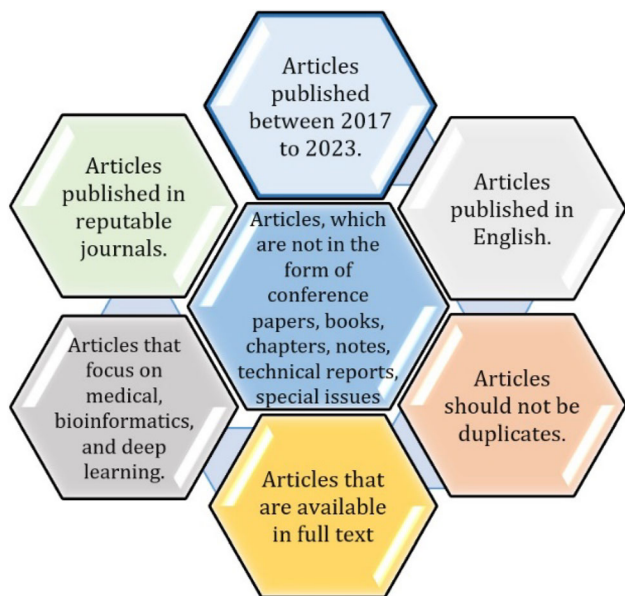 Articles
published
between 2017
to 2023.
Articles
published in
reputable
journals.
Articles
published in
English.
Articles, which
are not in the
form of
conference
papers, books,
chapters, notes,
technical reports,
special issues
Articles that
focus on
medical,
bioinformatics,
and deep
learning.
Articles
should not be
duplicates.
Articles that
are available
in full text